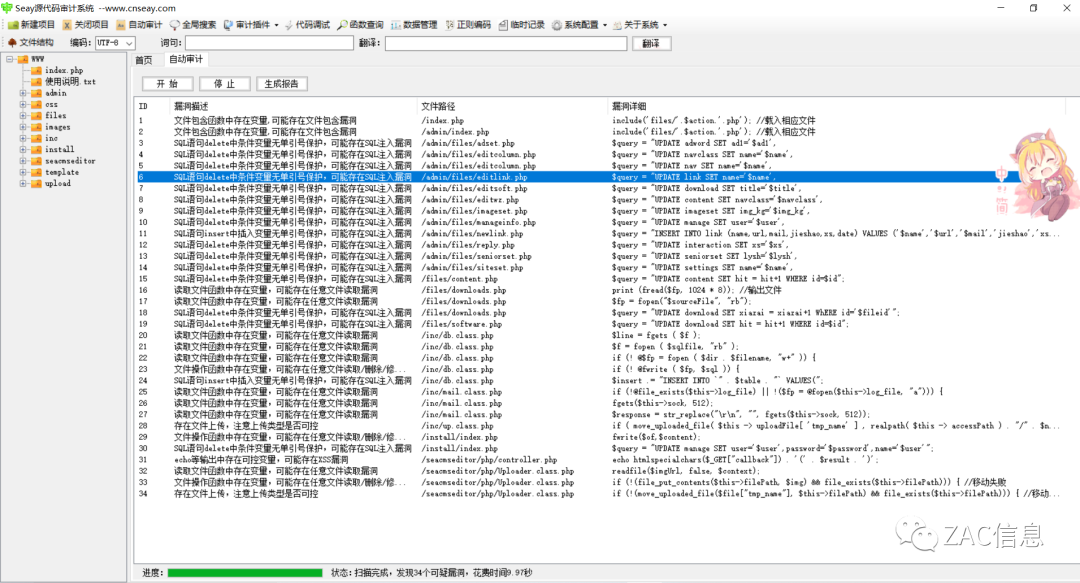 Seay源代码审计系统 --www.cnseay.com
新建项目 关闭项目 自动审计 全局搜索 审计插件 代码调试 函数查询 数据管理 正则编码 临时记录 系统配置 关于系统
文件结构 编码: UTF-8 词句: 翻译: 翻译
首页 自动审计
WWW
index.php
使用说明.txt
admin
css
files
images
inc
install
seacmseditor
template
upload
开始 停止 生成报告
ID 漏洞描述 文件路径 漏洞详细
1 文件包含函数中存在变量,可能存在文件包含漏洞 /index.php include('files/'.$action.'.php'); //载入相应文件
2 文件包含函数中存在变量,可能存在文件包含漏洞 /admin/index.php include('files/'.$action.'.php'); //载入相应文件
3 SQL语句delete中条件变量无单引号保护，可能存在SQL注入漏洞 /admin/files/adset.php $query = "UPDATE adword SET ad1='$ad1',
4 SQL语句delete中条件变量无单引号保护，可能存在SQL注入漏洞 /admin/files/editcolumn.php $query = "UPDATE navclass SET name='$name',
5 SQL语句delete中条件变量无单引号保护，可能存在SQL注入漏洞 /admin/files/editcolumn.php $query = "UPDATE nav SET name='$name',
6 SQL语句delete中条件变量无单引号保护，可能存在SQL注入漏洞 /admin/files/editlink.php $query = "UPDATE link SET name='$name',
7 SQL语句delete中条件变量无单引号保护，可能存在SQL注入漏洞 /admin/files/editsoft.php $query = "UPDATE download SET title='$title',
8 SQL语句delete中条件变量无单引号保护，可能存在SQL注入漏洞 /admin/files/editwz.php $query = "UPDATE content SET navclass='$navclass',
9 SQL语句delete中条件变量无单引号保护，可能存在SQL注入漏洞 /admin/files/imageset.php $query = "UPDATE imageset SET img_kg='$img_kg',
10 SQL语句delete中条件变量无单引号保护，可能存在SQL注入漏洞 /admin/files/manageinfo.php $query = "UPDATE manage SET user='$user',
11 SQL语句insert中插入变量无单引号保护，可能存在SQL注入漏洞 /admin/files/newlink.php $query = "INSERT INTO link (name,url,mail,jieshao,xs,date) VALUES ('$name','$url','$mail','jieshao','xs...
12 SQL语句delete中条件变量无单引号保护，可能存在SQL注入漏洞 /admin/files/reply.php $query = "UPDATE interaction SET xs='$xs',
13 SQL语句delete中条件变量无单引号保护，可能存在SQL注入漏洞 /admin/files/seniorset.php $query = "UPDATE seniorset SET lysh='$lysh',
14 SQL语句delete中条件变量无单引号保护，可能存在SQL注入漏洞 /admin/files/siteset.php $query = "UPDATE settings SET name='$name',
15 SQL语句delete中条件变量无单引号保护，可能存在SQL注入漏洞 /files/content.php $query = "UPDATE content SET hit = hit+1 WHERE id=$id";
16 读取文件函数中存在变量，可能存在任意文件读取漏洞 /files/downloads.php print (fread($fp, 1024 * 8)); //输出文件
17 读取文件函数中存在变量，可能存在任意文件读取漏洞 /files/downloads.php $fp = fopen("$sourceFile", "rb");
18 SQL语句delete中条件变量无单引号保护，可能存在SQL注入漏洞 /files/downloads.php $query = "UPDATE download SET xiazai = xiazai+1 WHERE id='$fileid'";
19 SQL语句delete中条件变量无单引号保护，可能存在SQL注入漏洞 /files/software.php $query = "UPDATE download SET hit = hit+1 WHERE id=$id";
20 读取文件函数中存在变量，可能存在任意文件读取漏洞 /inc/db.class.php $line = fgets ( $f );
21 读取文件函数中存在变量，可能存在任意文件读取漏洞 /inc/db.class.php $f = fopen ( $sqlfile, "rb" );
22 读取文件函数中存在变量，可能存在任意文件读取漏洞 /inc/db.class.php if (! @$fp = fopen ( $dir . $filename, "w+" )) {
23 文件操作函数中存在变量，可能存在任意文件读取/删除/修... /inc/db.class.php if (! @fwrite ( $fp, $sql )) {
24 SQL语句insert中插入变量无单引号保护，可能存在SQL注入漏洞 /inc/db.class.php $insert .= "INSERT INTO `" . $table . "` VALUES(";
25 读取文件函数中存在变量，可能存在任意文件读取漏洞 /inc/mail.class.php if (!@file_exists($this->log_file) || !($fp = @fopen($this->log_file, "a"))) {
26 读取文件函数中存在变量，可能存在任意文件读取漏洞 /inc/mail.class.php fgets($this->sock, 512);
27 读取文件函数中存在变量，可能存在任意文件读取漏洞 /inc/mail.class.php $response = str_replace("\r\n", "", fgets($this->sock, 512));
28 存在文件上传，注意上传类型是否可控 /inc/up.class.php if ( move_uploaded_file( $this -> uploadFile[ 'tmp_name' ] , realpath( $this -> accessPath ) . "/" . $n...
29 文件操作函数中存在变量，可能存在任意文件读取/删除/修... /install/index.php fwrite($of,$content);
30 SQL语句delete中条件变量无单引号保护，可能存在SQL注入漏洞 /install/index.php $query = "UPDATE manage SET user='$user',password='$password',name='$user'";
31 echo等输出中存在可控变量，可能存在XSS漏洞 /seacmseditor/php/controller.php echo htmlspecialchars($_GET["callback"]) . '(' . $result . ')';
32 读取文件函数中存在变量，可能存在任意文件读取漏洞 /seacmseditor/php/Uploader.class.php readfile($imgUrl, false, $context);
33 文件操作函数中存在变量，可能存在任意文件读取/删除/修... /seacmseditor/php/Uploader.class.php if (!(file_put_contents($this->filePath, $img) && file_exists($this->filePath))) { //移动失败
34 存在文件上传，注意上传类型是否可控 /seacmseditor/php/Uploader.class.php if (!(move_uploaded_file($file["tmp_name"], $this->filePath) && file_exists($this->filePath))) { //移动...
中
简
ZAC信息
进度: 状态: 扫描完成，发现34个可疑漏洞，花费时间9.97秒